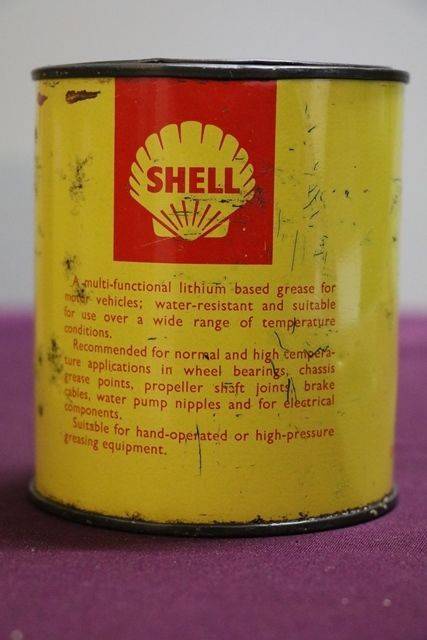 SHELL
A multi-functional lithium based grease for
motor vehicles; water-resistant and suitable
for use over a wide range of temperature
conditions.
Recommended for normal and high tempera-
ture applications in wheel bearings, chassis
grease points, propeller shaft joints, brake
cables, water pump nipples and for electrical
components.
Suitable for hand-operated or high-pressure
greasing equipment.